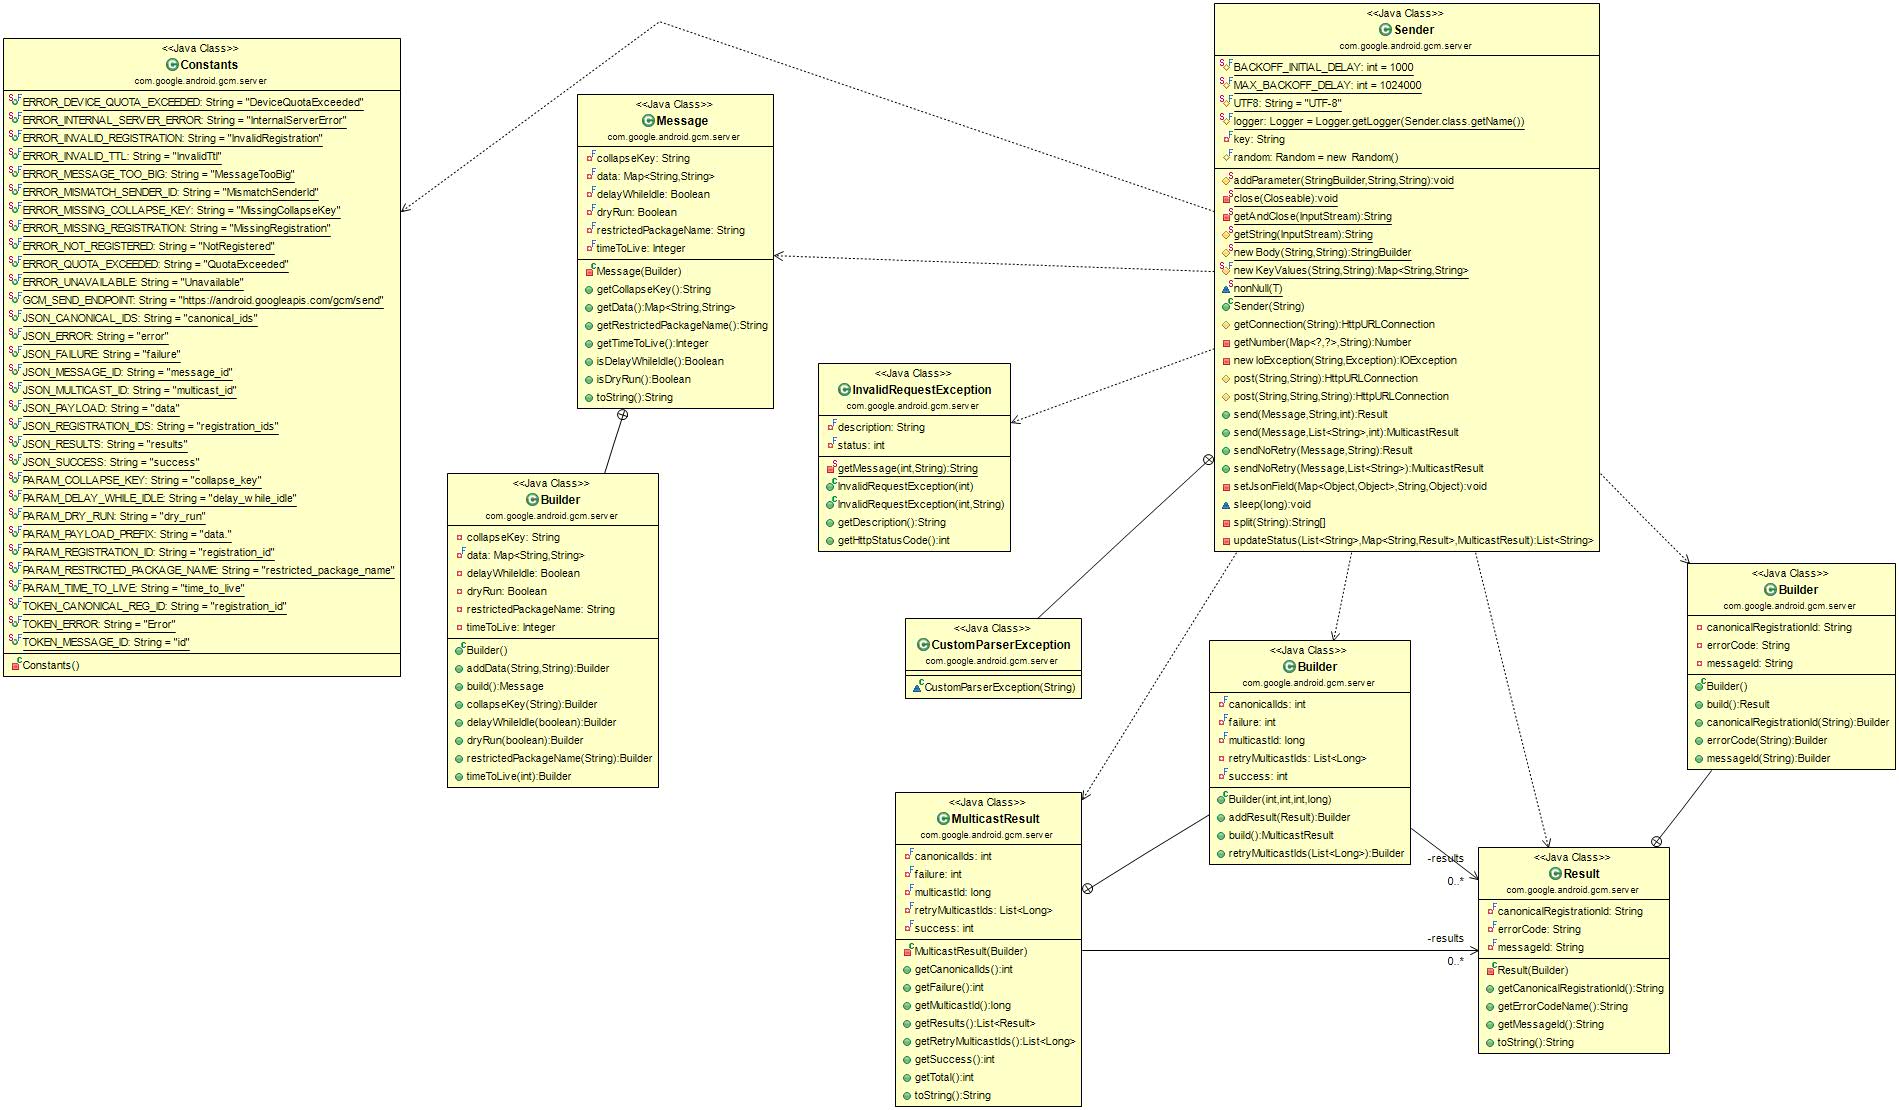 <<Java Class>>
Constants
com.google.android.gcm.server
ERROR_DEVICE_QUOTA_EXCEEDED: String = "DeviceQuotaExceeded"
ERROR_INTERNAL_SERVER_ERROR: String = "InternalServerError"
ERROR_INVALID_REGISTRATION: String = "InvalidRegistration"
ERROR_INVALID_TTL: String = "InvalidTtl"
ERROR_MESSAGE_TOO_BIG: String = "MessageTooBig"
ERROR_MISMATCH_SENDER_ID: String = "MismatchSenderId"
ERROR_MISSING_COLLAPSE_KEY: String = "MissingCollapseKey"
ERROR_MISSING_REGISTRATION: String = "MissingRegistration"
ERROR_NOT_REGISTERED: String = "NotRegistered"
ERROR_QUOTA_EXCEEDED: String = "QuotaExceeded"
ERROR_UNAVAILABLE: String = "Unavailable"
GCM_SEND_ENDPOINT: String = "https://android.googleapis.com/gcm/send"
JSON_CANONICAL_IDS: String = "canonical_ids"
JSON_ERROR: String = "error"
JSON_FAILURE: String = "failure"
JSON_MESSAGE_ID: String = "message_id"
JSON_MULTICAST_ID: String = "multicast_id"
JSON_PAYLOAD: String = "data"
JSON_REGISTRATION_IDS: String = "registration_ids"
JSON_RESULTS: String = "results"
JSON_SUCCESS: String = "success"
PARAM_COLLAPSE_KEY: String = "collapse_key"
PARAM_DELAY_WHILE_IDLE: String = "delay_while_idle"
PARAM_DRY_RUN: String = "dry_run"
PARAM_PAYLOAD_PREFIX: String = "data."
PARAM_REGISTRATION_ID: String = "registration_id"
PARAM_RESTRICTED_PACKAGE_NAME: String = "restricted_package_name"
PARAM_TIME_TO_LIVE: String = "time_to_live"
TOKEN_CANONICAL_REG_ID: String = "registration_id"
TOKEN_ERROR: String = "Error"
TOKEN_MESSAGE_ID: String = "id"
Constants()
<<Java Class>>
Message
com.google.android.gcm.server
collapseKey: String
data: Map<String,String>
delayWhileIdle: Boolean
dryRun: Boolean
restrictedPackageName: String
timeToLive: Integer
Message(Builder)
getCollapseKey():String
getData():Map<String,String>
getRestrictedPackageName():String
getTimeToLive():Integer
isDelayWhileIdle():Boolean
isDryRun():Boolean
toString():String
<<Java Class>>
Builder
com.google.android.gcm.server
collapseKey: String
data: Map<String,String>
delayWhileIdle: Boolean
dryRun: Boolean
restrictedPackageName: String
timeToLive: Integer
Builder()
addData(String,String):Builder
build():Message
collapseKey(String):Builder
delayWhileIdle(boolean):Builder
dryRun(boolean):Builder
restrictedPackageName(String):Builder
timeToLive(int):Builder
<<Java Class>>
InvalidRequestException
com.google.android.gcm.server
description: String
status: int
getMessage(int,String):String
InvalidRequestException(int)
InvalidRequestException(int,String)
getDescription():String
getHttpStatusCode():int
<<Java Class>>
Sender
com.google.android.gcm.server
BACKOFF_INITIAL_DELAY: int = 1000
MAX_BACKOFF_DELAY: int = 1024000
UTF8: String = "UTF-8"
logger: Logger = Logger.getLogger(Sender.class.getName())
key: String
random: Random = new Random()
addParameter(StringBuilder,String,String):void
close(Closeable):void
getAndClose(InputStream):String
getString(InputStream):String
newBody(String,String):StringBuilder
newKeyValues(String,String):Map<String,String>
nonNull(T)
Sender(String)
getConnection(String):HttpURLConnection
getNumber(Map<?,?>,String):Number
newIoException(String,Exception):IOException
post(String,String):HttpURLConnection
post(String,String,String):HttpURLConnection
send(Message,String,int):Result
send(Message,List<String>,int):MulticastResult
sendNoRetry(Message,String):Result
sendNoRetry(Message,List<String>):MulticastResult
setJsonField(Map<Object,Object>,String,Object):void
sleep(long):void
split(String):String[]
updateStatus(List<String>,Map<String,Result>,MulticastResult):List<String>
<<Java Class>>
CustomParserException
com.google.android.gcm.server
CustomParserException(String)
<<Java Class>>
Builder
com.google.android.gcm.server
canonicalIds: int
failure: int
multicastId: long
retryMulticastIds: List<Long>
success: int
Builder(int,int,int,long)
addResult(Result):Builder
build():MulticastResult
retryMulticastIds(List<Long>):Builder
<<Java Class>>
Builder
com.google.android.gcm.server
canonicalRegistrationId: String
errorCode: String
messageId: String
Builder()
build():Result
canonicalRegistrationId(String):Builder
errorCode(String):Builder
messageId(String):Builder
<<Java Class>>
MulticastResult
com.google.android.gcm.server
canonicalIds: int
failure: int
multicastId: long
retryMulticastIds: List<Long>
success: int
MulticastResult(Builder)
getCanonicalIds():int
getFailure():int
getMulticastId():long
getResults():List<Result>
getRetryMulticastIds():List<Long>
getSuccess():int
getTotal():int
toString():String
-results
0..*
-results
0..*
<<Java Class>>
Result
com.google.android.gcm.server
canonicalRegistrationId: String
errorCode: String
messageId: String
Result(Builder)
getCanonicalRegistrationId():String
getErrorCodeName():String
getMessageId():String
toString():String